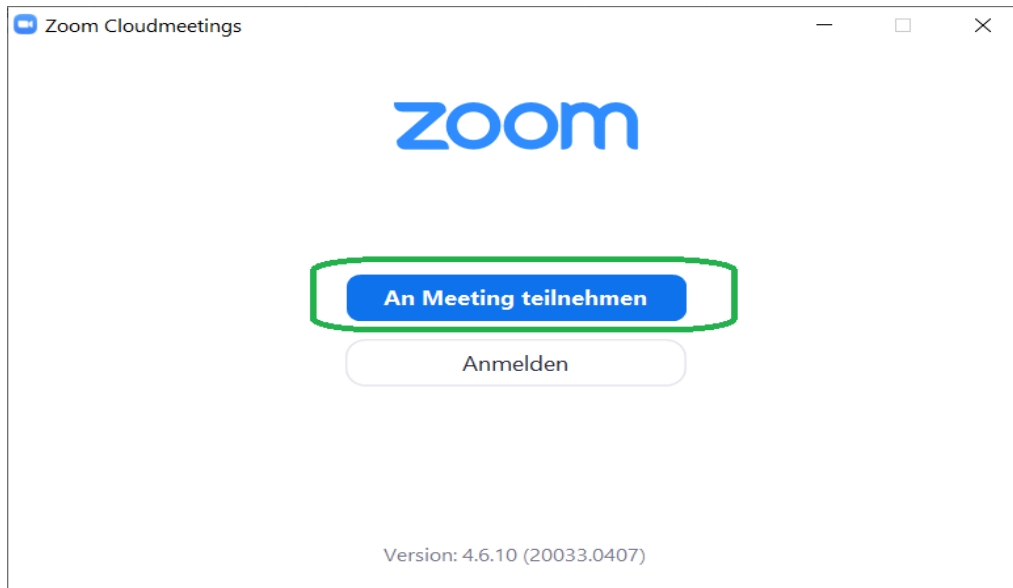 Zoom Cloudmeetings
zoom
An Meeting teilnehmen
Anmelden
Version: 4.6.10 (20033.0407)